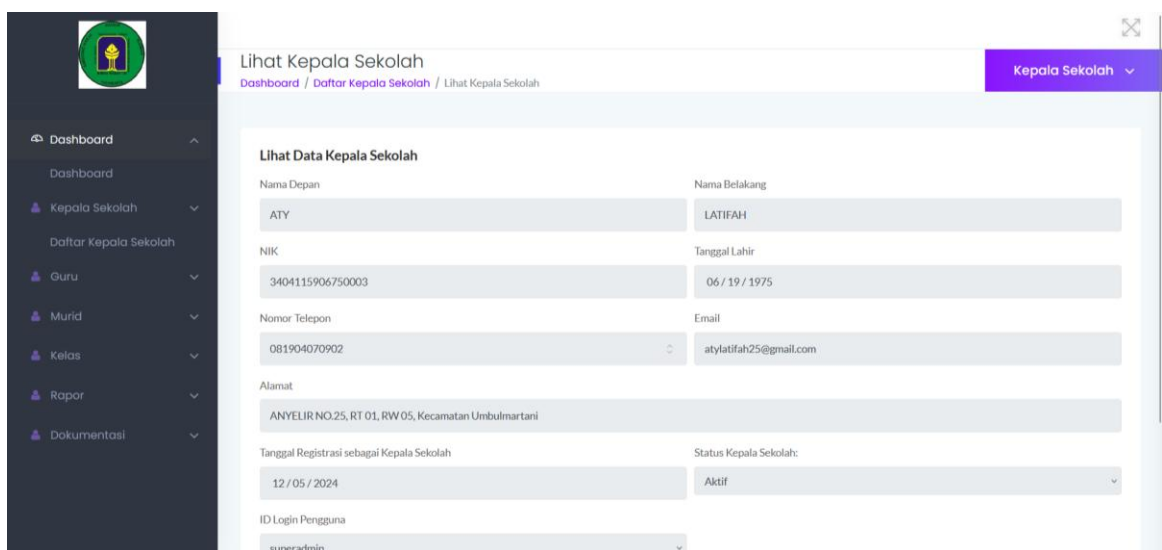 Lihat Kepala Sekolah
Dashboard / Daftar Kepala Sekolah / Lihat Kepala Sekolah
Kepala Sekolah
Dashboard
Dashboard
Kepala Sekolah
Daftar Kepala Sekolah
Guru
Murid
Kelas
Rapor
Dokumentasi
Lihat Data Kepala Sekolah
Nama Depan
Nama Belakang
ATY
LATIFAH
NIK
Tanggal Lahir
3404115906750003
06 / 19 / 1975
Nomor Telepon
Email
081904070902
atylatifah25@gmail.com
Alamat
ANYELIR NO.25, RT 01, RW 05, Kecamatan Umbulmartani
Tanggal Registrasi sebagai Kepala Sekolah
Status Kepala Sekolah:
12 / 05 / 2024
Aktif
ID Login Pengguna
superadmin